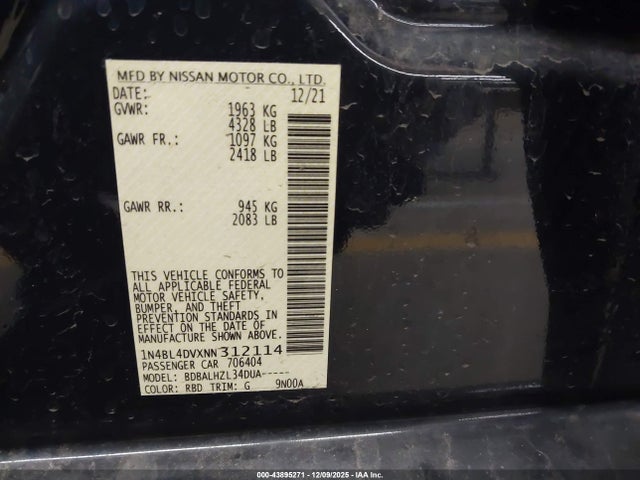 MFD BY NISSAN MOTOR CO., LTD.
DATE: 12/21
GVWR: 1963 KG
4328 LB
GAWR FR.: 1097 KG
2418 LB
GAWR RR.: 945 KG
2083 LB
THIS VEHICLE CONFORMS TO
ALL APPLICABLE FEDERAL
MOTOR VEHICLE SAFETY,
BUMPER, AND THEFT
PREVENTION STANDARDS IN
EFFECT ON THE DATE OF
MANUFACTURE SHOWN ABOVE.
1N4BL4DVXNN312114
PASSENGER CAR 706404
MODEL: BDBALHZL34DUA-----
COLOR: RBD TRIM: G 9N00A
000-43895271 - 12/09/2025 - IAA Inc.